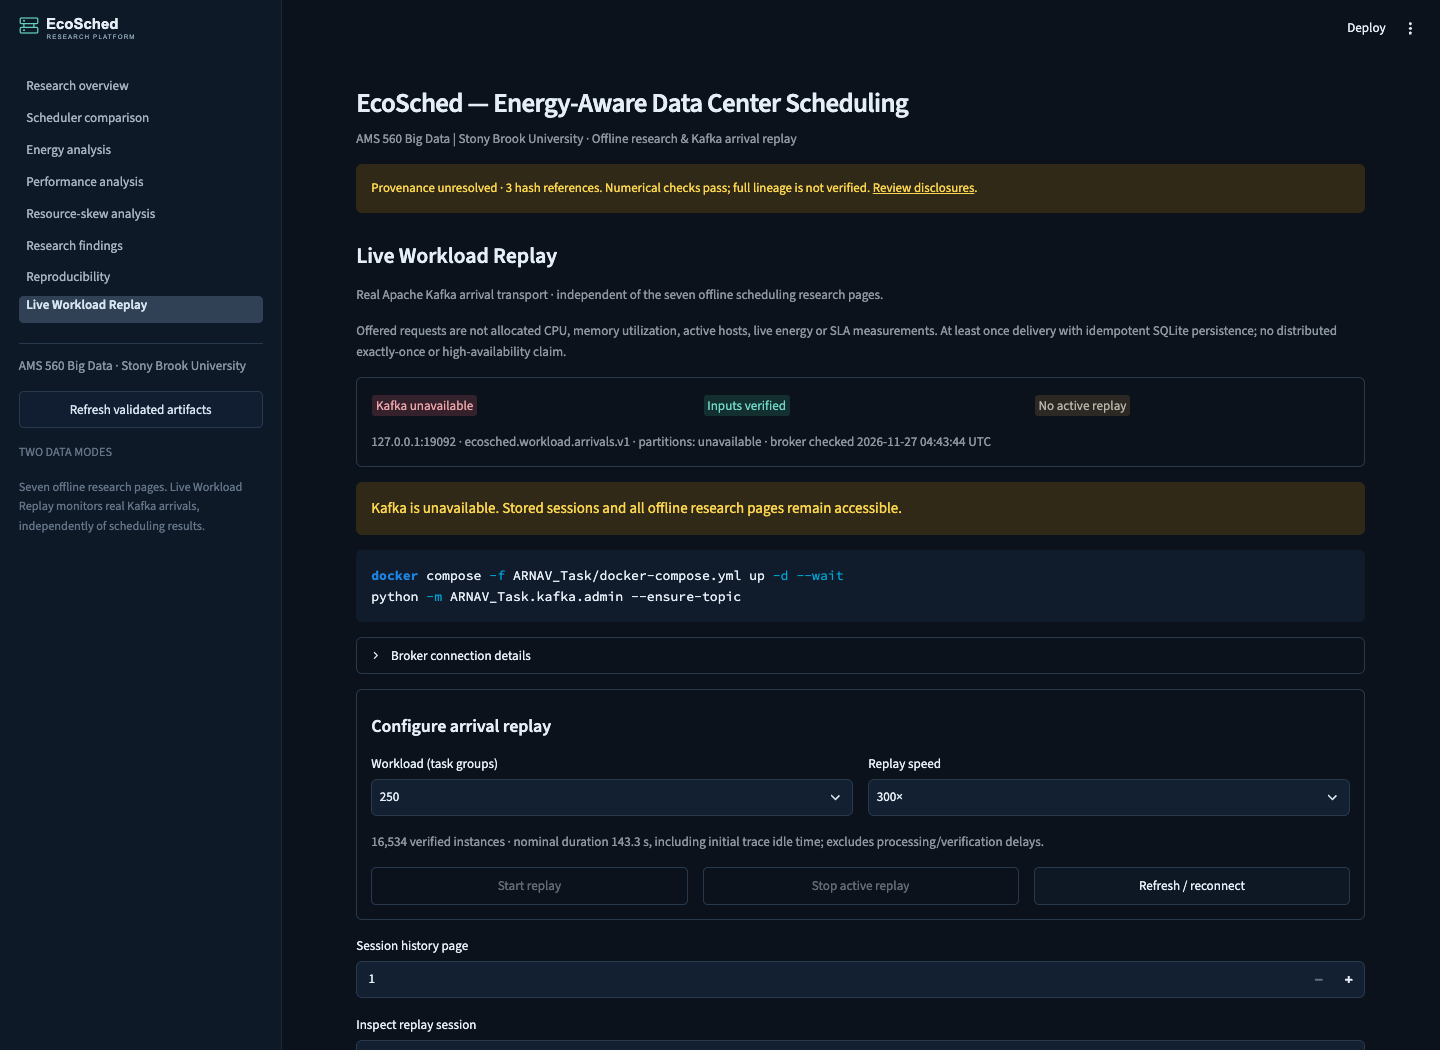 EcoSched
RESEARCH PLATFORM
Research overview
Scheduler comparison
Energy analysis
Performance analysis
Resource-skew analysis
Research findings
Reproducibility
Live Workload Replay
AMS 560 Big Data · Stony Brook University
Refresh validated artifacts
TWO DATA MODES
Seven offline research pages. Live Workload
Replay monitors real Kafka arrivals,
independently of scheduling results.
Deploy
EcoSched — Energy-Aware Data Center Scheduling
AMS 560 Big Data | Stony Brook University · Offline research & Kafka arrival replay
Provenance unresolved · 3 hash references. Numerical checks pass; full lineage is not verified. Review disclosures.
Live Workload Replay
Real Apache Kafka arrival transport · independent of the seven offline scheduling research pages.
Offered requests are not allocated CPU, memory utilization, active hosts, live energy or SLA measurements. At least once delivery with idempotent SQLite persistence; no distributed
exactly-once or high-availability claim.
Kafka unavailable
Inputs verified
No active replay
127.0.0.1:19092 · ecosched.workload.arrivals.v1 · partitions: unavailable · broker checked 2026-11-27 04:43:44 UTC
Kafka is unavailable. Stored sessions and all offline research pages remain accessible.
docker compose -f ARNAV_Task/docker-compose.yml up -d --wait
python -m ARNAV_Task.kafka.admin --ensure-topic
Broker connection details
Configure arrival replay
Workload (task groups)
Replay speed
250
300×
16,534 verified instances · nominal duration 143.3 s, including initial trace idle time; excludes processing/verification delays.
Start replay
Stop active replay
Refresh / reconnect
Session history page
1
Inspect replay session